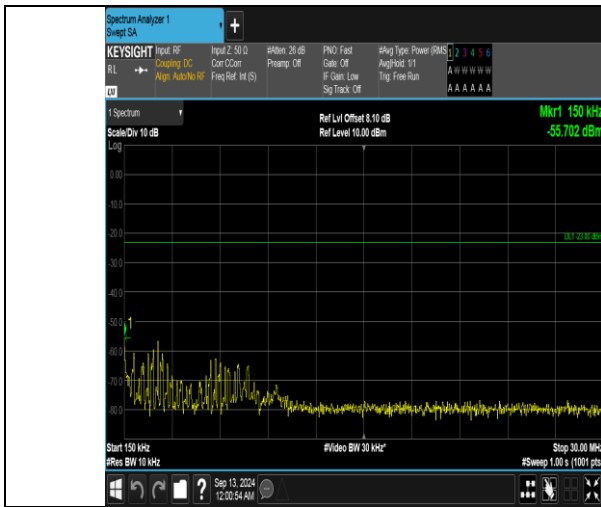 Spectrum Analyzer 1
Swept SA
+
KEYSIGHT Input: RF Input Z: 50 Ω #Atten: 26 dB PNO: Fast #Avg Type: Power (RMS 1 2 3 4 5 6
RL Coupling: DC Corr CCorr Preamp: Off Gate: Off Avg|Hold: 1/1 A W W W W W
Align: Auto/No RF Freq Ref: Int (S) IF Gain: Low Trig: Free Run
LXI Sig Track: Off A A A A A A
1 Spectrum Ref Lvl Offset 8.10 dB Mkr1 150 kHz
Scale/Div 10 dB Ref Level 10.00 dBm -55.702 dBm
Log
0.00
-10.0
DL1 -23.00 dBm
-20.0
-30.0
-40.0
-50.0
1
-60.0
-70.0
-80.0
Start 150 kHz #Video BW 30 kHz* Stop 30.00 MHz
#Res BW 10 kHz #Sweep 1.00 s (1001 pts
? Sep 13, 2024
12:00:54 AM